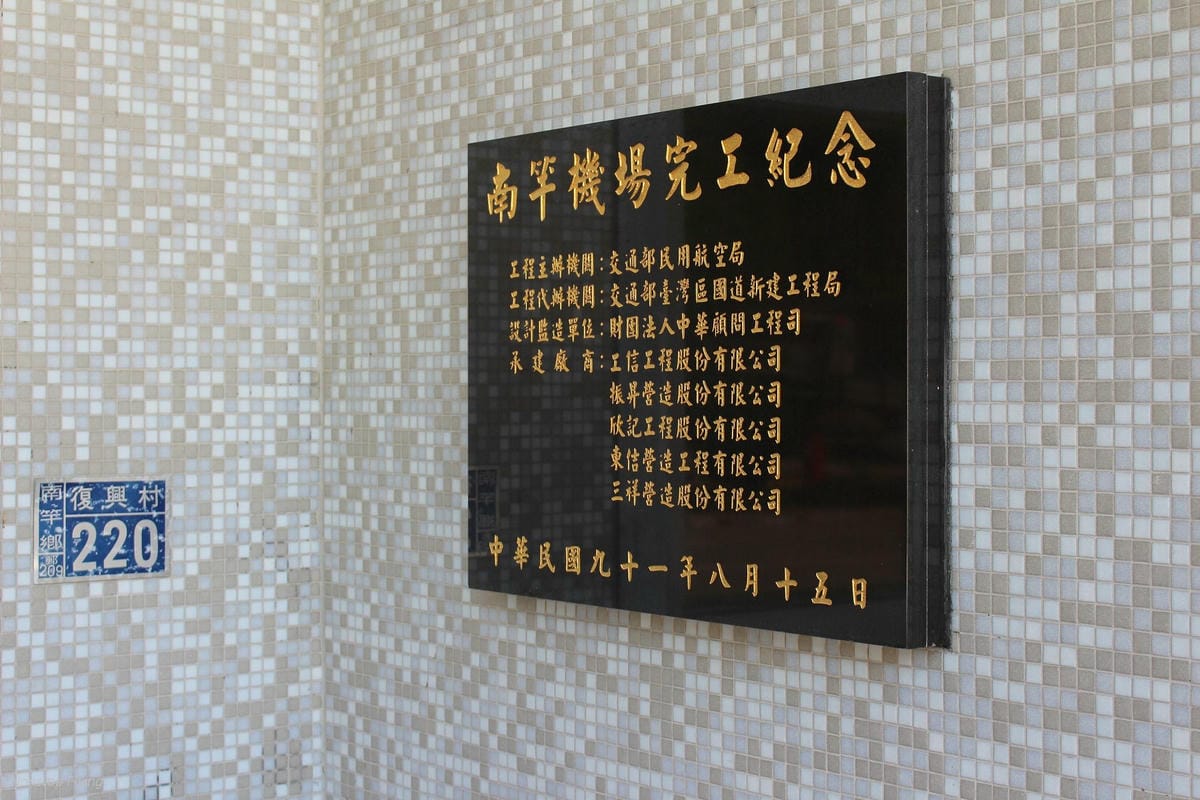 南竿機場完工紀念
工程主辦機關:交通部民用航空局
工程代辦機關:交通部臺灣區國道新建工程局
設計監造單位:財團法人中華顧問工程司
承建廠商:工信工程股份有限公司
振昇營造股份有限公司
欣記工程股份有限公司
東信營造工程有限公司
三祥營造股份有限公司
中華民國九十一年八月十五日
南竿鄉
郵209
復興村
220